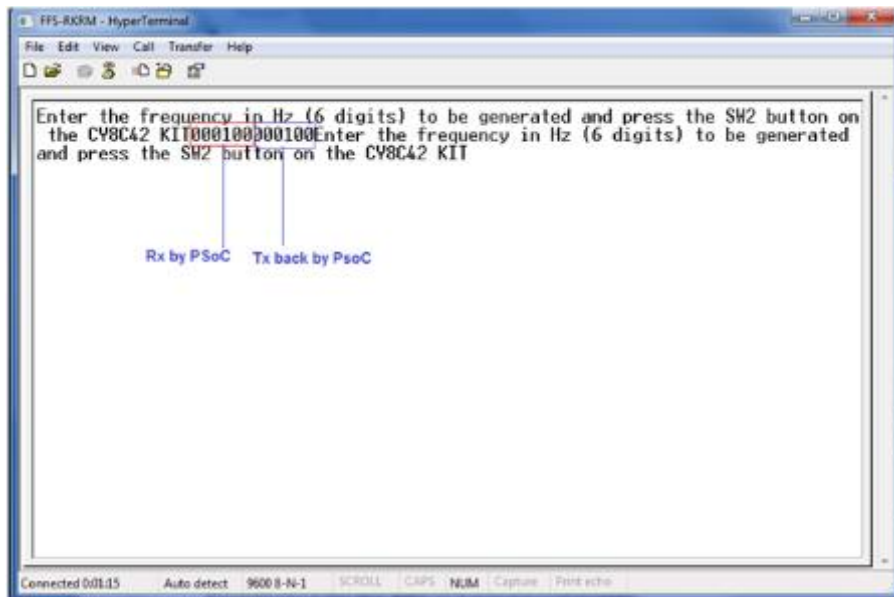 FFS-RKRM - HyperTerminal
File Edit View Call Transfer Help
Enter the frequency in Hz (6 digits) to be generated and press the SW2 button on
the CY8C42 KIT000100000100Enter the frequency in Hz (6 digits) to be generated
and press the SW2 button on the CY8C42 KIT
Rx by PSoC Tx back by PsoC
Connected 0:01:15 Auto detect 9600 8-N-1 SCROLL CAPS NUM Capture Print echo